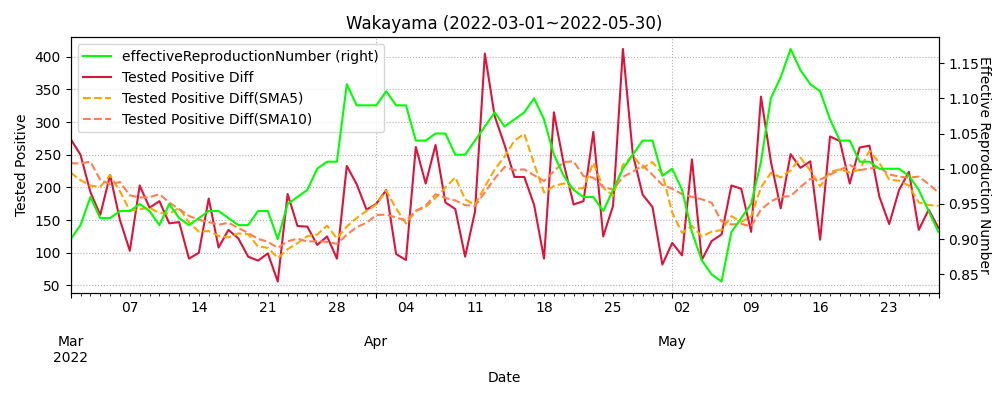 Wakayama (2022-03-01~2022-05-30)
effectiveReproductionNumber (right)
Tested Positive Diff
Tested Positive Diff(SMA5)
Tested Positive Diff(SMA10)
Tested Positive
400
350
300
250
200
150
100
50
1.15
1.10
1.05
1.00
0.95
0.90
0.85
Effective Reproduction Number
07 14 21 28 04 11 18 25 02 09 16 23
Mar Apr May
2022
Date